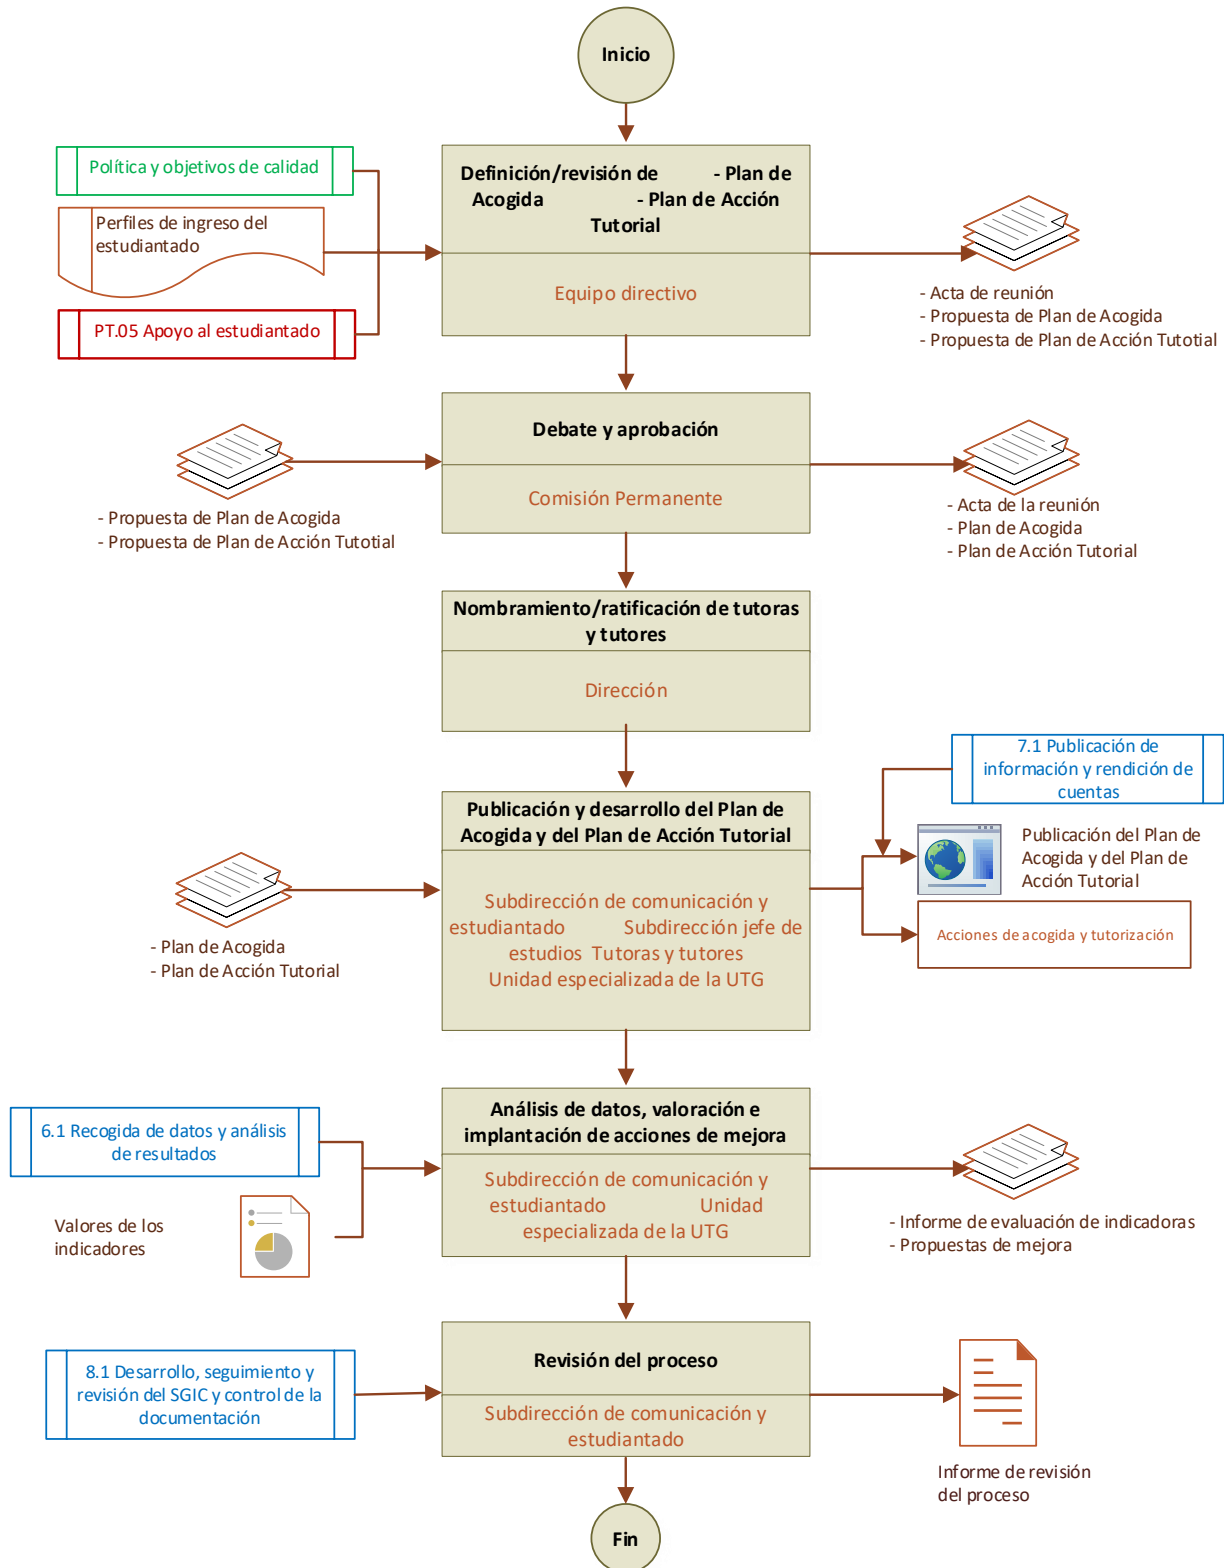 Inicio
Política y objetivos de calidad
Perfiles de ingreso del
estudiantado
PT.05 Apoyo al estudiantado
Definición/revisión de - Plan de
Acogida - Plan de Acción
Tutorial
Equipo directivo
- Acta de reunión
- Propuesta de Plan de Acogida
- Propuesta de Plan de Acción Tutotial
Debate y aprobación
Comisión Permanente
- Propuesta de Plan de Acogida
- Propuesta de Plan de Acción Tutotial
- Acta de la reunión
- Plan de Acogida
- Plan de Acción Tutorial
Nombramiento/ratificación de tutoras
y tutores
Dirección
7.1 Publicación de
información y rendición de
cuentas
Publicación y desarrollo del Plan de
Acogida y del Plan de Acción Tutorial
Subdirección de comunicación y
estudiantado Subdirección jefe de
estudios Tutoras y tutores
Unidad especializada de la UTG
- Plan de Acogida
- Plan de Acción Tutorial
Publicación del Plan de
Acogida y del Plan de
Acción Tutorial
Acciones de acogida y tutorización
Análisis de datos, valoración e
implantación de acciones de mejora
Subdirección de comunicación y
estudiantado Unidad
especializada de la UTG
6.1 Recogida de datos y análisis
de resultados
Valores de los
indicadores
- Informe de evaluación de indicadoras
- Propuestas de mejora
Revisión del proceso
Subdirección de comunicación y
estudiantado
8.1 Desarrollo, seguimiento y
revisión del SGIC y control de la
documentación
Informe de revisión
del proceso
Fin